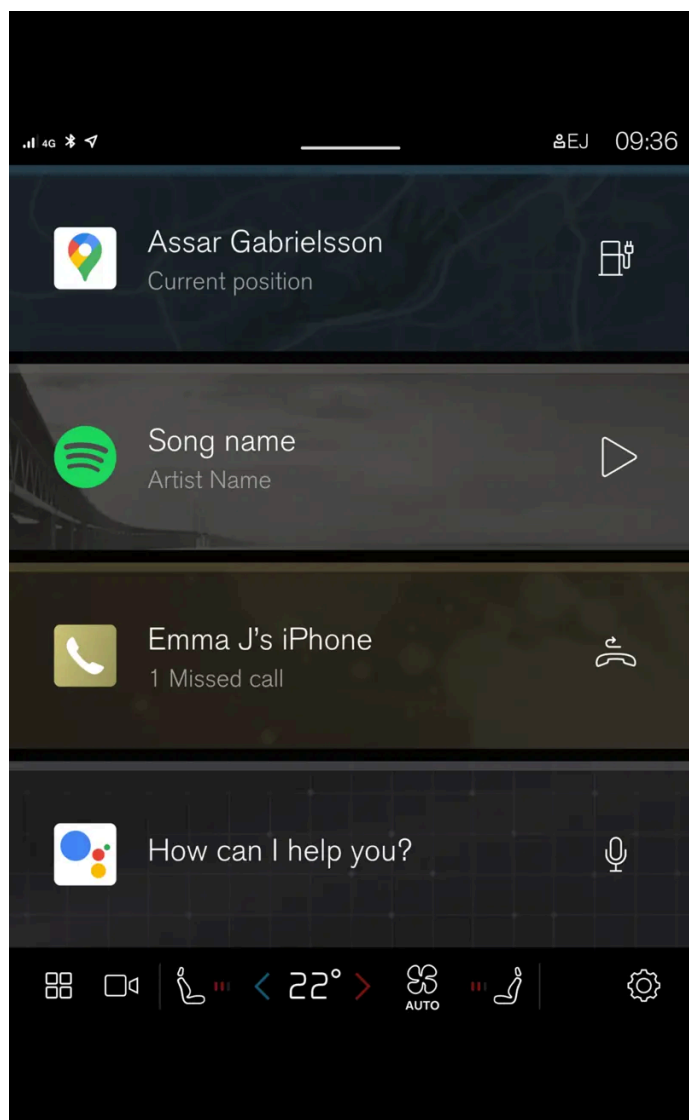 4G
EJ 09:36
Assar Gabrielsson
Current position
Song name
Artist Name
Emma J’s iPhone
1 Missed call
How can I help you?
22°
AUTO